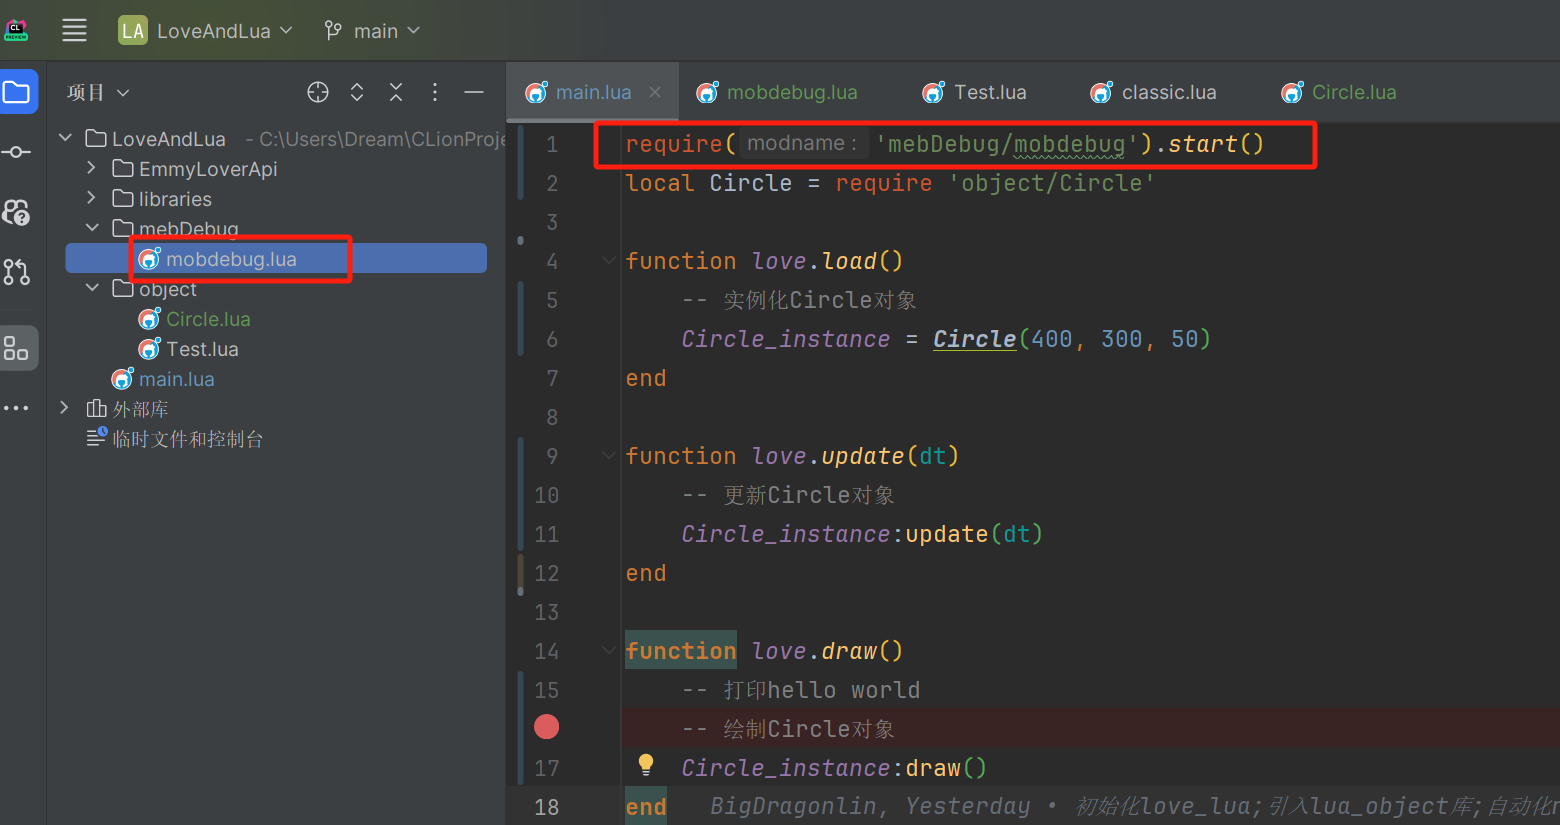 CL
PREVIEW
LA LoveAndLua main
项目
main.lua mobdebug.lua Test.lua classic.lua Circle.lua
LoveAndLua - C:\Users\Dream\CLionProje
EmmyLoverApi
libraries
mebDebug
mobdebug.lua
object
Circle.lua
Test.lua
main.lua
外部库
临时文件和控制台
1 require( modname: 'mebDebug/mobdebug').start()
2 local Circle = require 'object/Circle'
3
4 function love.load()
5 -- 实例化Circle对象
6 Circle_instance = Circle(400, 300, 50)
7 end
8
9 function love.update(dt)
10 -- 更新Circle对象
11 Circle_instance:update(dt)
12 end
13
14 function love.draw()
15 -- 打印hello world
-- 绘制Circle对象
17 Circle_instance:draw()
18 end BigDragonlin, Yesterday • 初始化love_lua;引入lua_object库;自动化